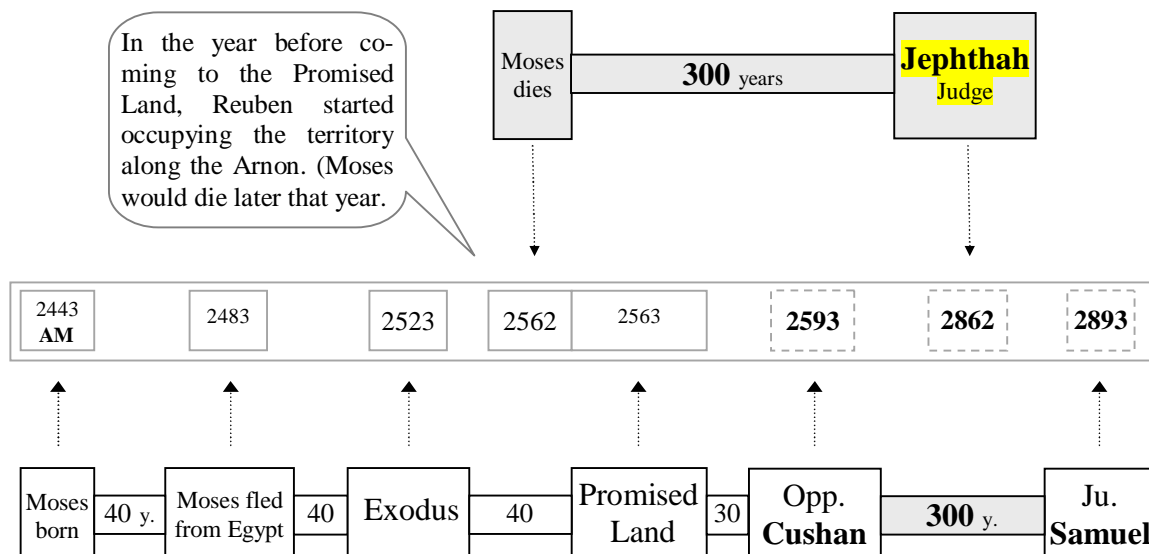 In the year before co-
ming to the Promised
Land, Reuben started
occupying the territory
along the Arnon. (Moses
would die later that year.
Moses
dies
300 years
Jephthah
Judge
2443
AM
2483
2523
2562
2563
2593
2862
2893
Moses
born
40 y.
Moses fled
from Egypt
40
Exodus
40
Promised
Land
30
Opp.
Cushan
300 y.
Ju.
Samuel